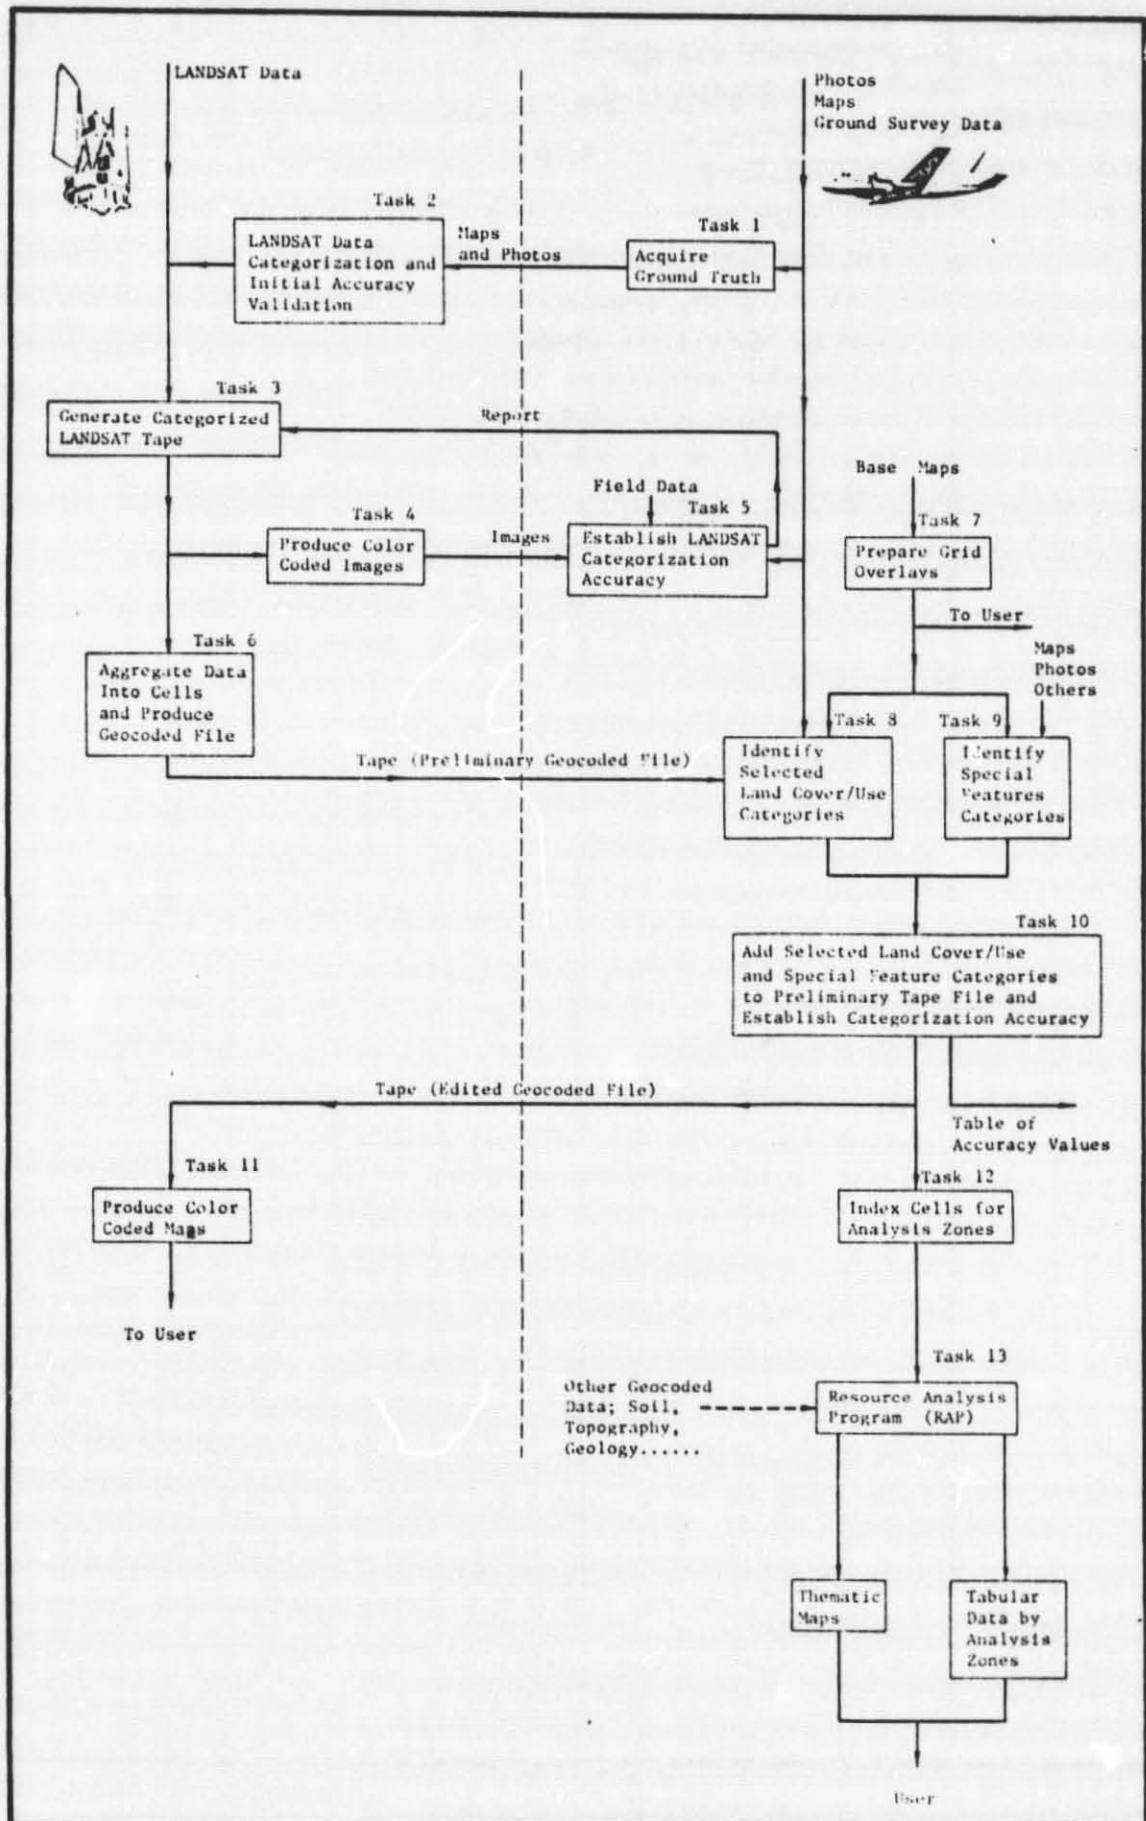 LANDSAT Data
Photos
Maps
Ground Survey Data
Task 2
LANDSAT Data
Categorization and
Initial Accuracy
Validation
Maps
and Photos
Task 1
Acquire
Ground Truth
Task 3
Generate Categorized
LANDSAT Tape
Report
Base Maps
Field Data
Task 4
Produce Color
Coded Images
Images
Task 5
Establish LANDSAT
Categorization
Accuracy
Task 7
Prepare Grid
Overlays
To User
Task 6
Aggregate Data
Into Cells
and Produce
Geocoded File
Maps
Photos
Others
Tape (Preliminary Geocoded File)
Task 8
Identify
Selected
Land Cover/Use
Categories
Task 9
Identify
Special
Features
Categories
Task 10
Add Selected Land Cover/Use
and Special Feature Categories
to Preliminary Tape File and
Establish Categorization Accuracy
Tape (Edited Geocoded File)
Table of
Accuracy Values
Task 11
Produce Color
Coded Maps
To User
Task 12
Index Cells for
Analysis Zones
Task 13
Other Geocoded
Data; Soil,
Topography,
Geology......
Resource Analysis
Program (RAP)
Thematic
Maps
Tabular
Data by
Analysis
Zones
User